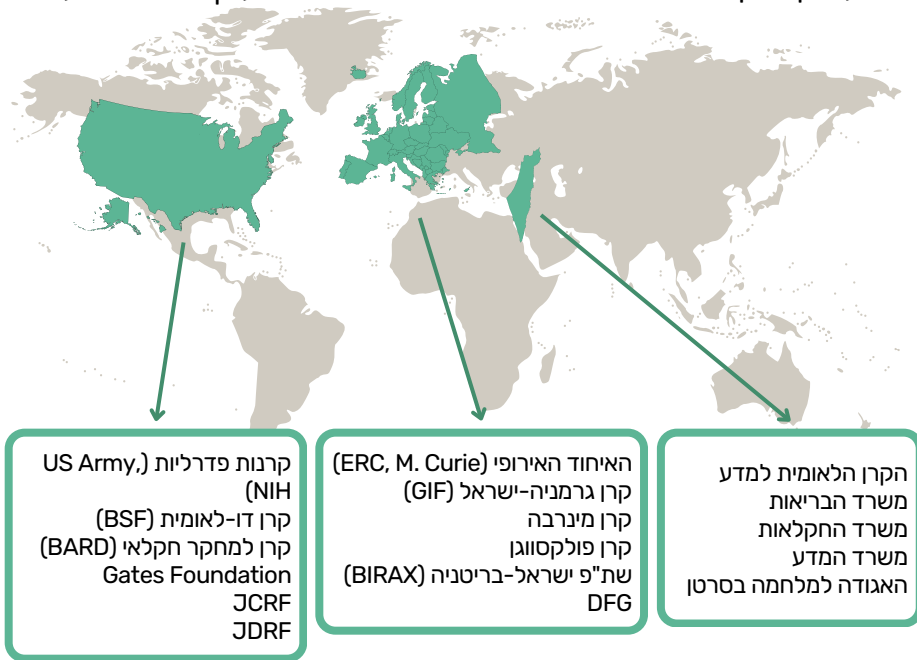 קרנות פדרליות (US Army,
NIH)
קרן דו-לאומית (BSF)
קרן למחקר חקלאי (BARD)
Gates Foundation
JCRF
JDRF
האיחוד האירופי (ERC, M. Curie)
קרן גרמניה-ישראל (GIF)
קרן מינרבה
קרן פולקסווגן
שת"פ ישראל-בריטניה (BIRAX)
DFG
הקרן הלאומית למדע
משרד הבריאות
משרד החקלאות
משרד המדע
האגודה למלחמה בסרטן